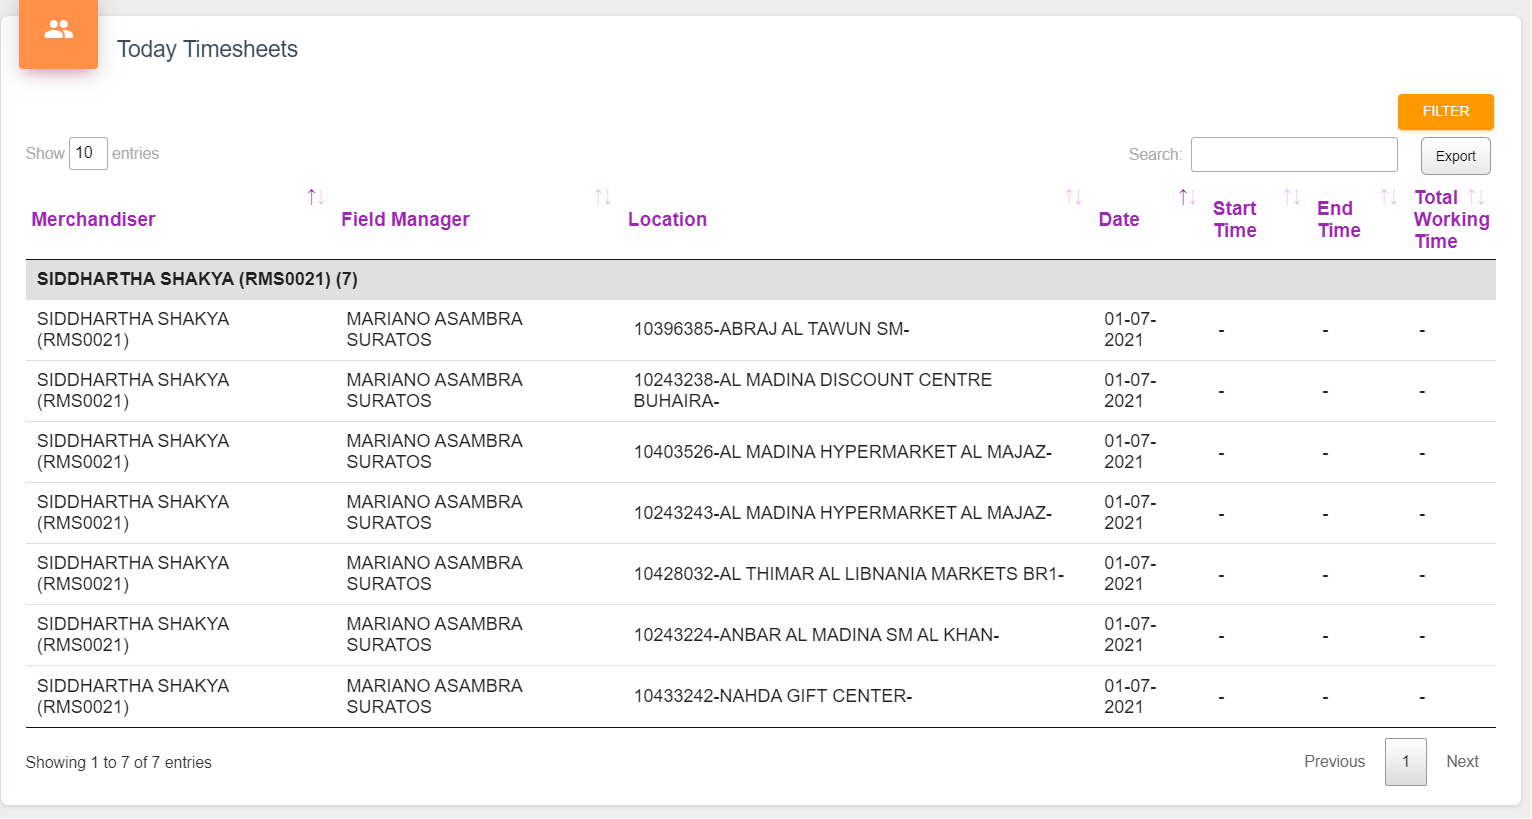 Today Timesheets
FILTER
Show 10 entries
Search:
Export
Merchandiser
Field Manager
Location
Date
Start
Time
End
Time
Total
Working
Time
SIDDHARTHA SHAKYA (RMS0021) (7)
SIDDHARTHA SHAKYA
(RMS0021)
MARIANO ASAMBRA
SURATOS
10396385-ABRAJ AL TAWUN SM-
01-07-
2021
- - -
SIDDHARTHA SHAKYA
(RMS0021)
MARIANO ASAMBRA
SURATOS
10243238-AL MADINA DISCOUNT CENTRE
BUHAIRA-
01-07-
2021
- - -
SIDDHARTHA SHAKYA
(RMS0021)
MARIANO ASAMBRA
SURATOS
10403526-AL MADINA HYPERMARKET AL MAJAZ-
01-07-
2021
- - -
SIDDHARTHA SHAKYA
(RMS0021)
MARIANO ASAMBRA
SURATOS
10243243-AL MADINA HYPERMARKET AL MAJAZ-
01-07-
2021
- - -
SIDDHARTHA SHAKYA
(RMS0021)
MARIANO ASAMBRA
SURATOS
10428032-AL THIMAR AL LIBNANIA MARKETS BR1-
01-07-
2021
- - -
SIDDHARTHA SHAKYA
(RMS0021)
MARIANO ASAMBRA
SURATOS
10243224-ANBAR AL MADINA SM AL KHAN-
01-07-
2021
- - -
SIDDHARTHA SHAKYA
(RMS0021)
MARIANO ASAMBRA
SURATOS
10433242-NAHDA GIFT CENTER-
01-07-
2021
- - -
Showing 1 to 7 of 7 entries
Previous 1 Next